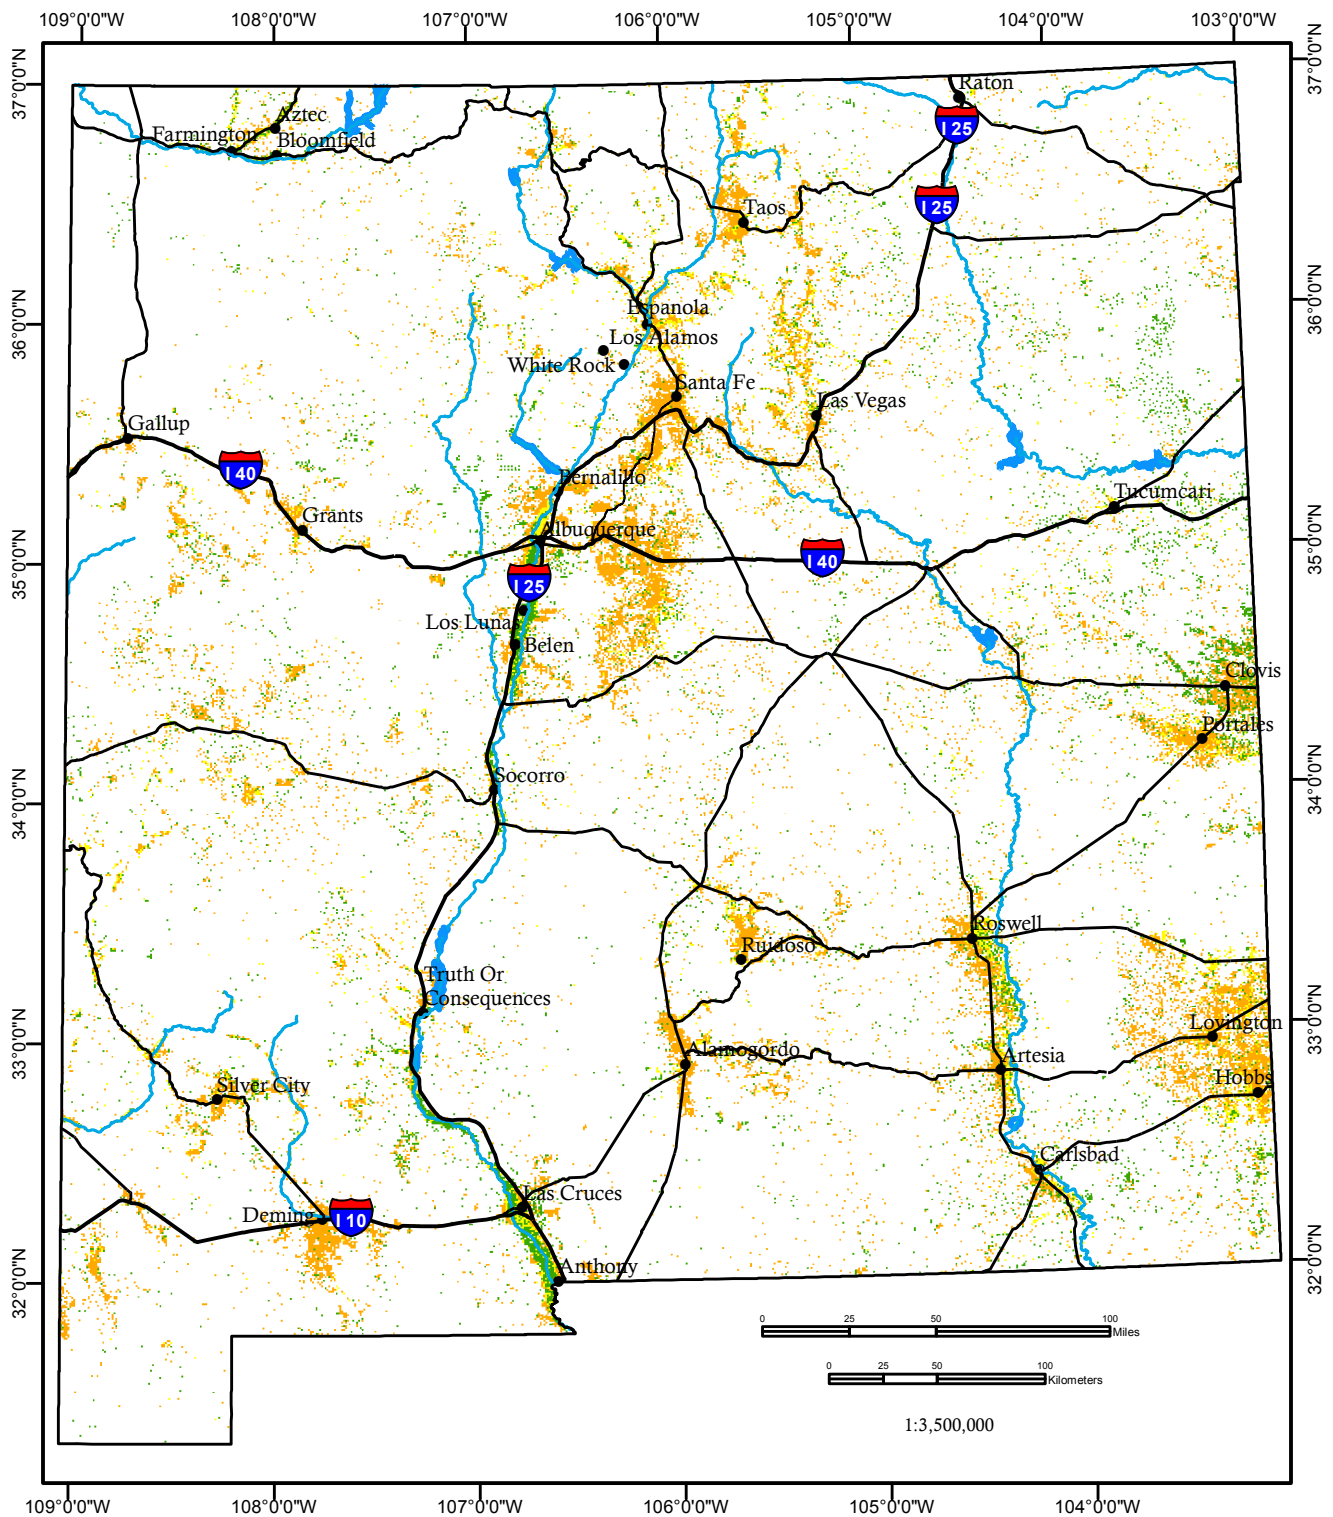 109°0'0"W 108°0'0"W 107°0'0"W 106°0'0"W 105°0'0"W 104°0'0"W 103°0'0"W
37°0'0"N
37°0'0"N
Raton
Aztec
I 25
Farmington
Bloomfield
I 25
Taos
36°0'0"N
36°0'0"N
Espanola
Los Alamos
White Rock
Santa Fe
Las Vegas
Gallup
I 40
Bernalillo
Tucumcari
Grants
Albuquerque
35°0'0"N
35°0'0"N
I 40
I 25
Los Lunas
Belen
Clovis
Portales
Socorro
34°0'0"N
34°0'0"N
Roswell
Ruidoso
Truth Or
Consequences
33°0'0"N
33°0'0"N
Lovington
Alamogordo
Artesia
Hobbs
Silver City
Carlsbad
Las Cruces
Deming
I 10
32°0'0"N
32°0'0"N
Anthony
0 25 50 100
Miles
0 25 50 100
Kilometers
1:3,500,000
109°0'0"W 108°0'0"W 107°0'0"W 106°0'0"W 105°0'0"W 104°0'0"W